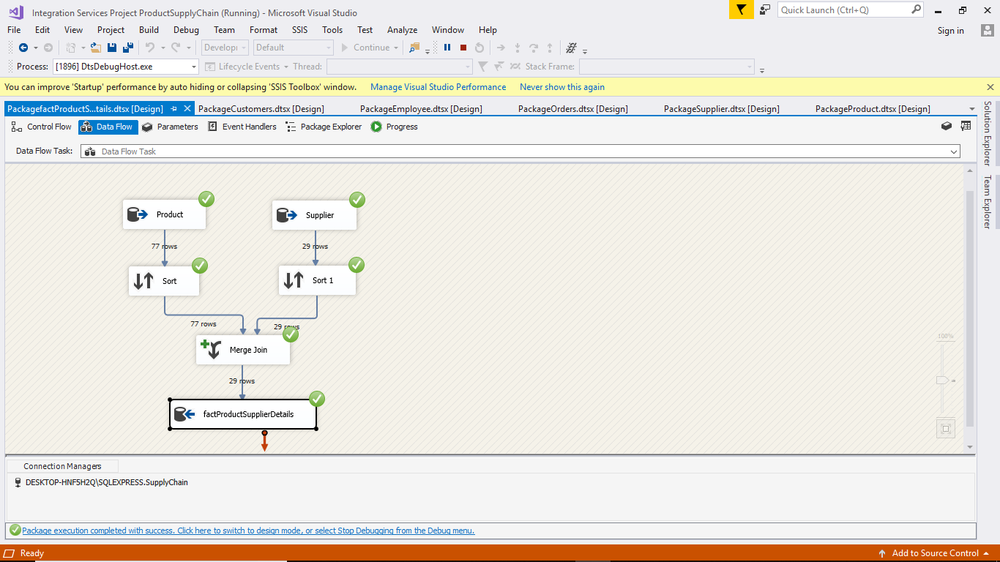 Integration Services Project ProductSupplyChain (Running) - Microsoft Visual Studio
Quick Launch (Ctrl+Q)
File Edit View Project Build Debug Team Format SSIS Tools Test Analyze Window Help
Sign in
Developi Default Continue
Process: [1896] DtsDebugHost.exe Lifecycle Events Thread: Stack Frame:
You can improve 'Startup' performance by auto hiding or collapsing 'SSIS Toolbox' window. Manage Visual Studio Performance Never show this again
PackagefactProductS...tails.dtsx [Design] PackageCustomers.dtsx [Design] PackageEmployee.dtsx [Design] PackageOrders.dtsx [Design] PackageSupplier.dtsx [Design] PackageProduct.dtsx [Design]
Control Flow Data Flow Parameters Event Handlers Package Explorer Progress
Data Flow Task: Data Flow Task
Solution Explorer
Team Explorer
Product Supplier
77 rows 29 rows
Sort Sort 1
77 rows 29 rows
Merge Join
29 rows
factProductSupplierDetails
100%
Connection Managers
DESKTOP-HNF5H2Q\SQLEXPRESS.SupplyChain
Package execution completed with success. Click here to switch to design mode, or select Stop Debugging from the Debug menu.
Ready
Add to Source Control